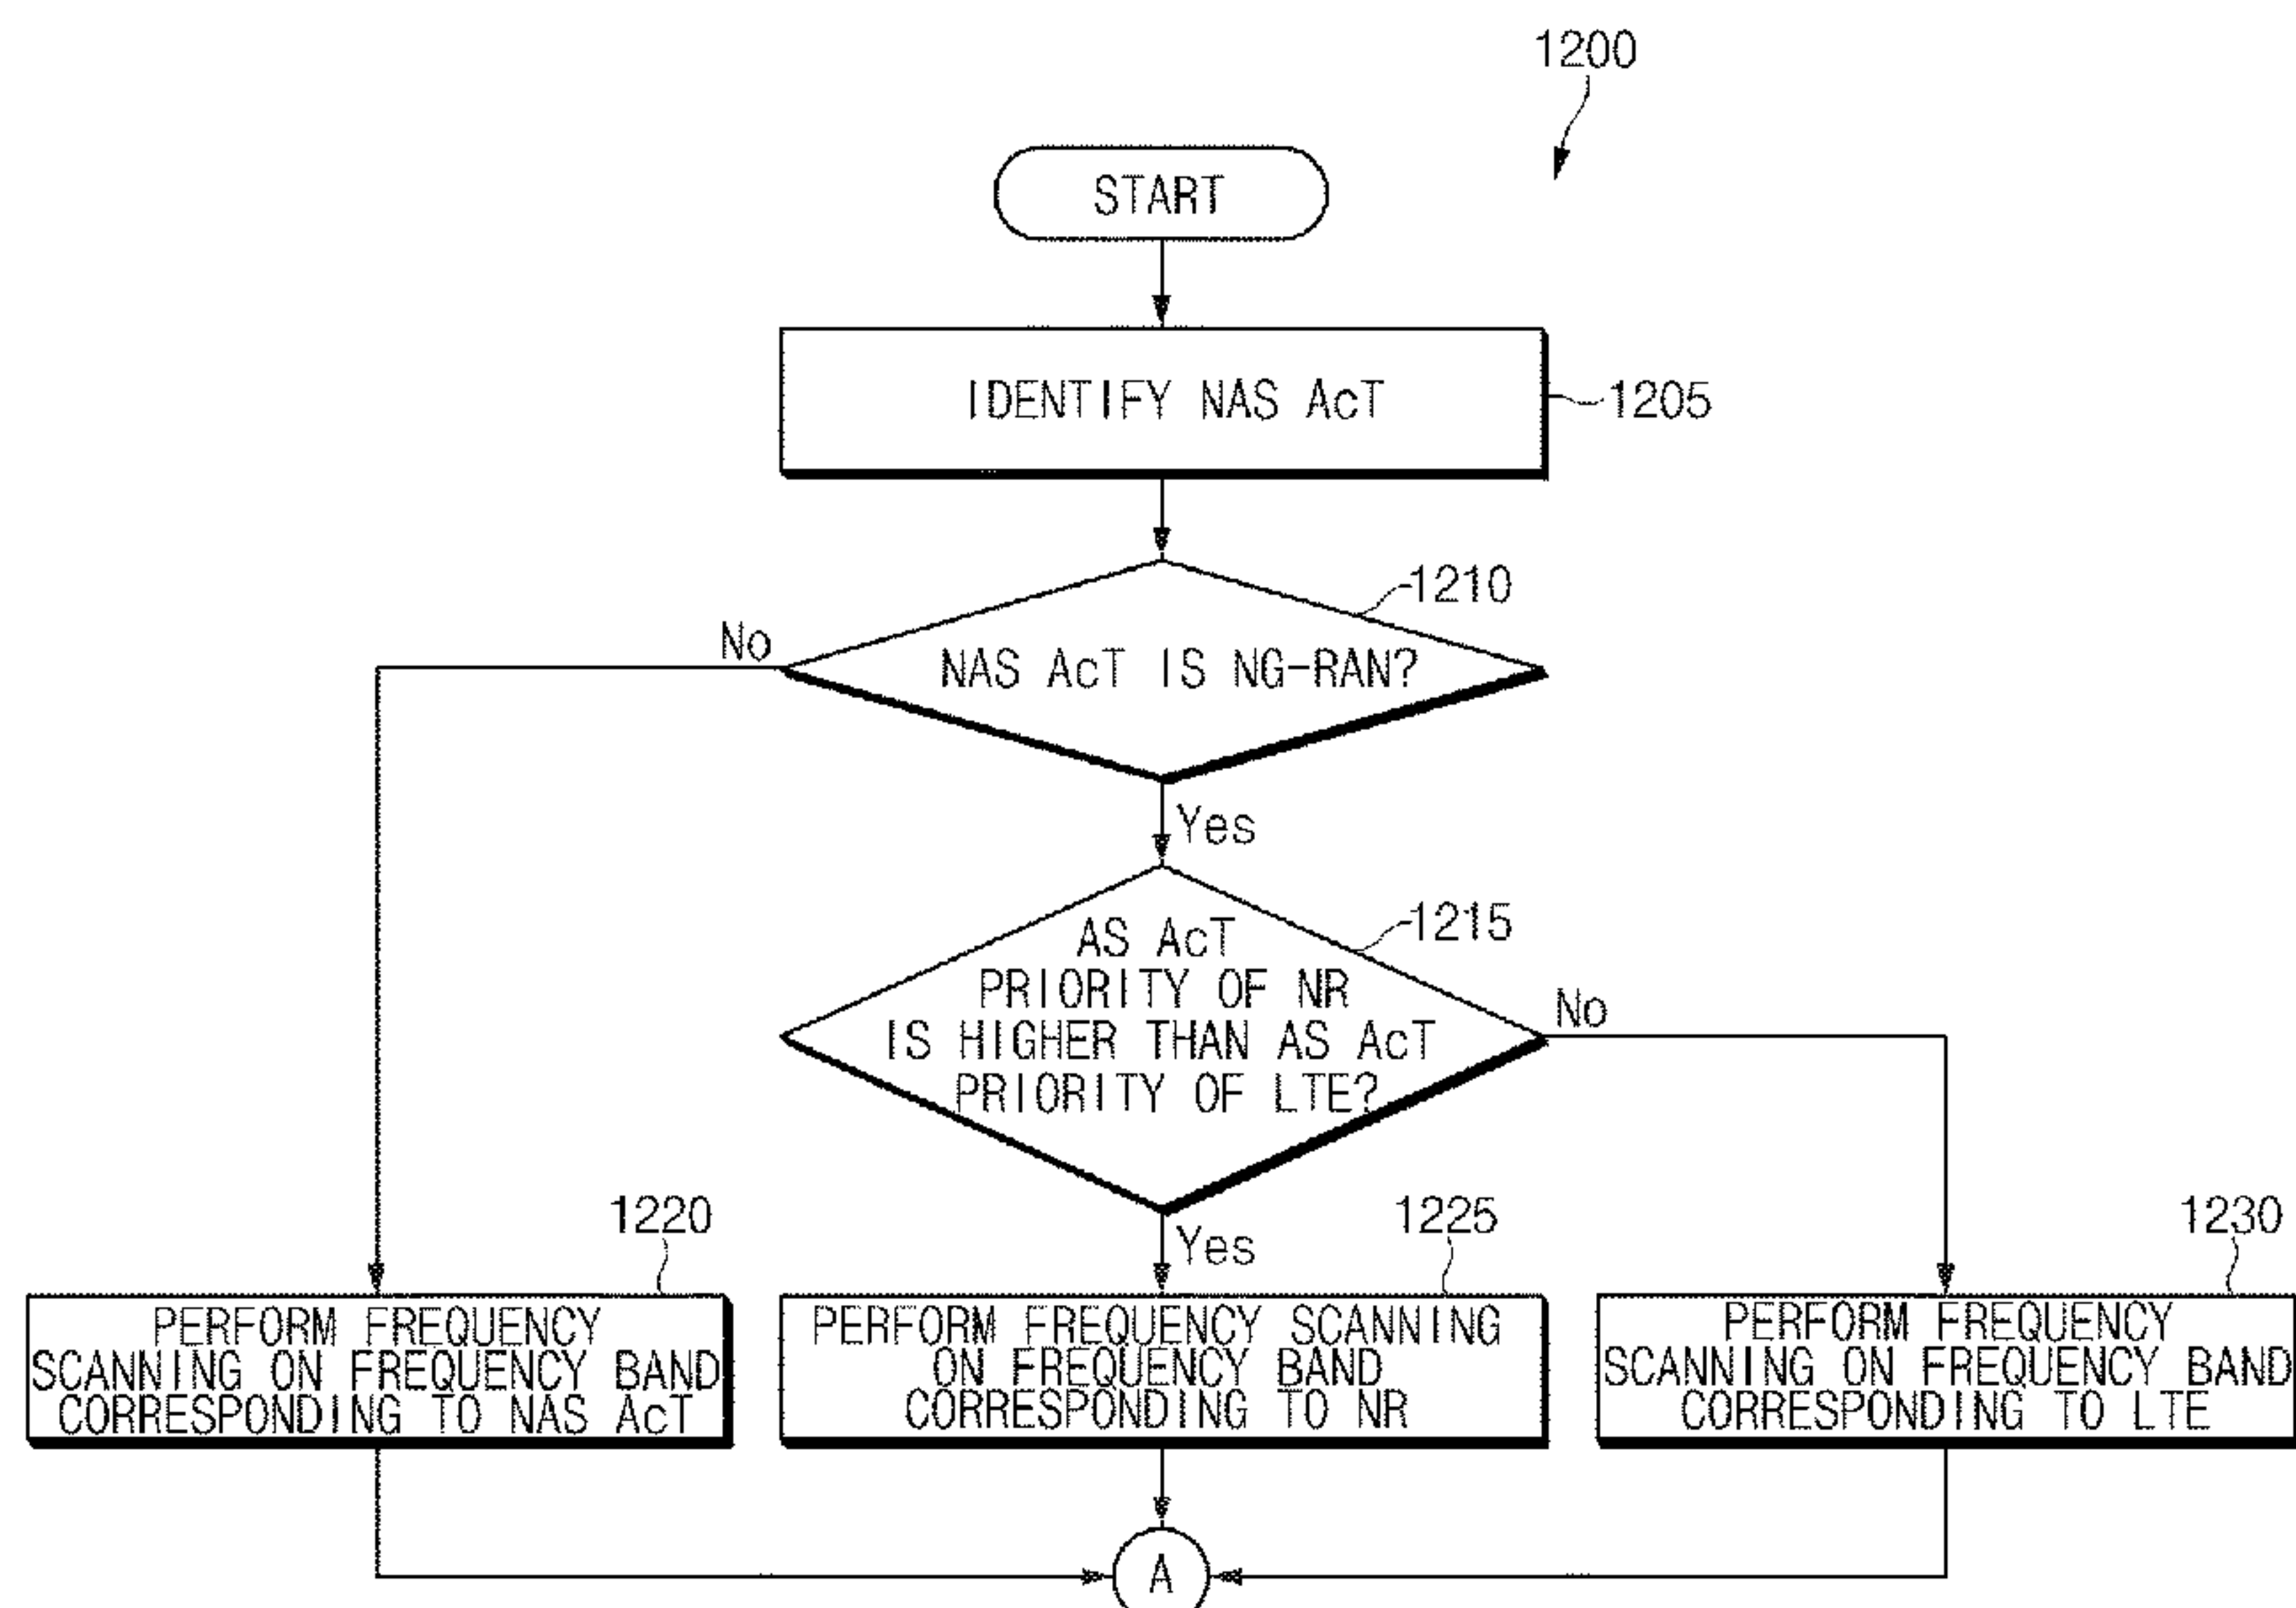 1200
START
IDENTIFY NAS AcT
1205
1210
No
NAS AcT IS NG-RAN?
Yes
1215
AS AcT
PRIORITY OF NR
IS HIGHER THAN AS AcT
PRIORITY OF LTE?
No
Yes
1220
PERFORM FREQUENCY
SCANNING ON FREQUENCY BAND
CORRESPONDING TO NAS AcT
1225
PERFORM FREQUENCY SCANNING
ON FREQUENCY BAND
CORRESPONDING TO NR
1230
PERFORM FREQUENCY
SCANNING ON FREQUENCY BAND
CORRESPONDING TO LTE
A